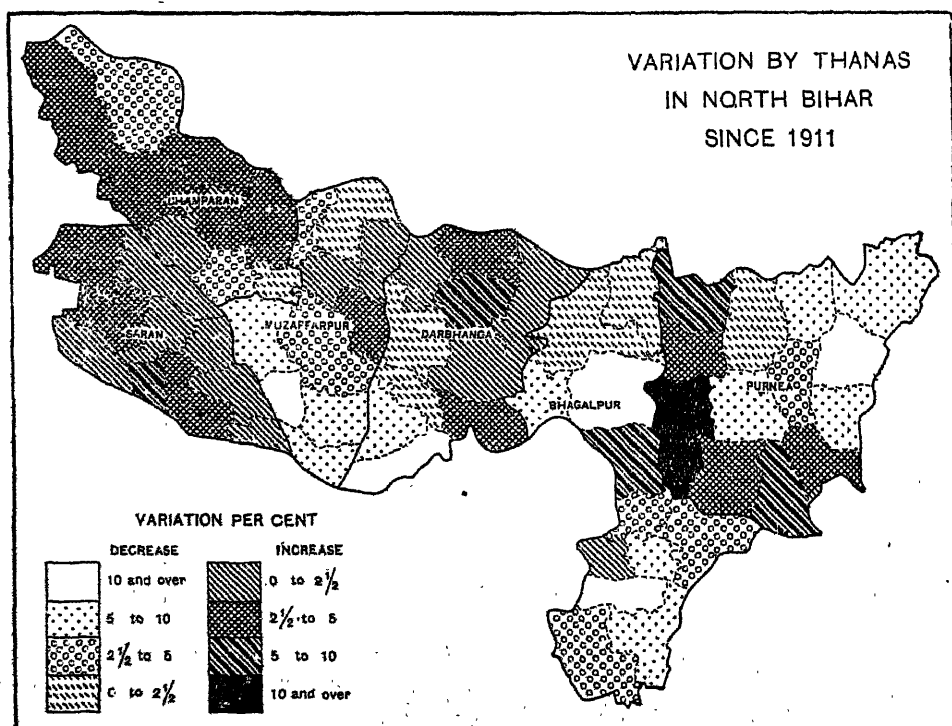 VARIATION BY THANAS
IN NORTH BIHAR
SINCE 1911
CHAMPARAN
SARAN
MUZAFFARPUR
DARBHANGA
BHAGALPUR
PURNEA
VARIATION PER CENT
DECREASE
10 and over
5 to 10
2½ to 5
0 to 2½
INCREASE
0 to 2½
2½ to 5
5 to 10
10 and over